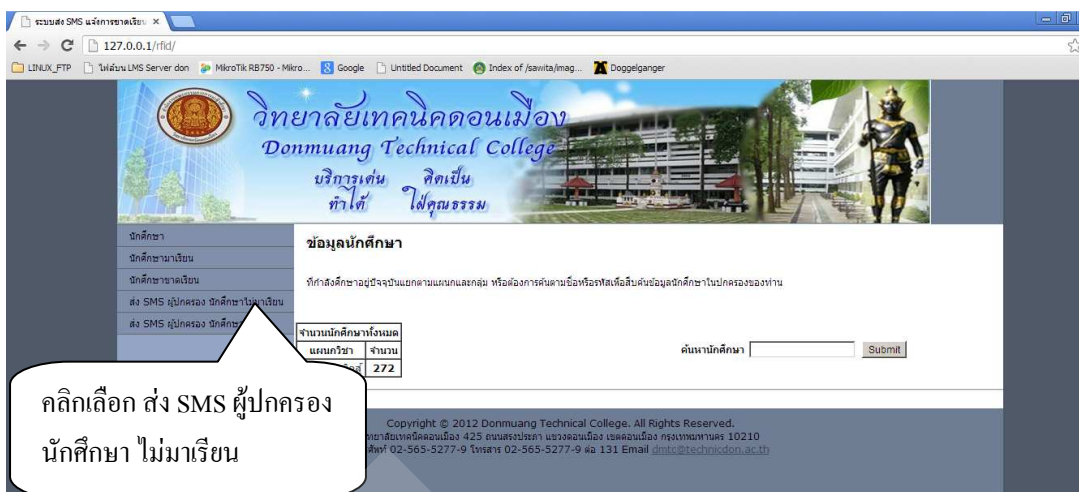 ระบบส่ง SMS แจ้งการขาดเรียน
127.0.0.1/rfid/
LINUX_FTP ไฟล์บน LMS Server don MikroTik RB750 - Mikro... Google Untitled Document Index of /sawita/imag... Doggelganger
วิทยาลัยเทคนิคดอนเมือง
Donmuang Technical College
บริการเด่น คิดเป็น
ทำได้ ใฝ่คุณธรรม
นักศึกษา
นักศึกษามาเรียน
นักศึกษาขาดเรียน
ส่ง SMS ผู้ปกครอง นักศึกษาไม่มาเรียน
ส่ง SMS ผู้ปกครอง นักศึกษา
ข้อมูลนักศึกษา
ที่กำลังศึกษาอยู่ปัจจุบันแยกตามแผนกและกลุ่ม หรือต้องการค้นตามชื่อหรือรหัสเพื่อสืบค้นข้อมูลนักศึกษาในปกครองของท่าน
จำนวนนักศึกษาทั้งหมด
แผนกวิชา จำนวน
272
ค้นหานักศึกษา Submit
คลิกเลือก ส่ง SMS ผู้ปกครอง
นักศึกษา ไม่มาเรียน
Copyright © 2012 Donmuang Technical College. All Rights Reserved.
วิทยาลัยเทคนิคดอนเมือง 425 ถนนสรงประภา แขวงดอนเมือง เขตดอนเมือง กรุงเทพมหานคร 10210
02-565-5277-9 โทรสาร 02-565-5277-9 ต่อ 131 Email dmtc@technicdon.ac.th